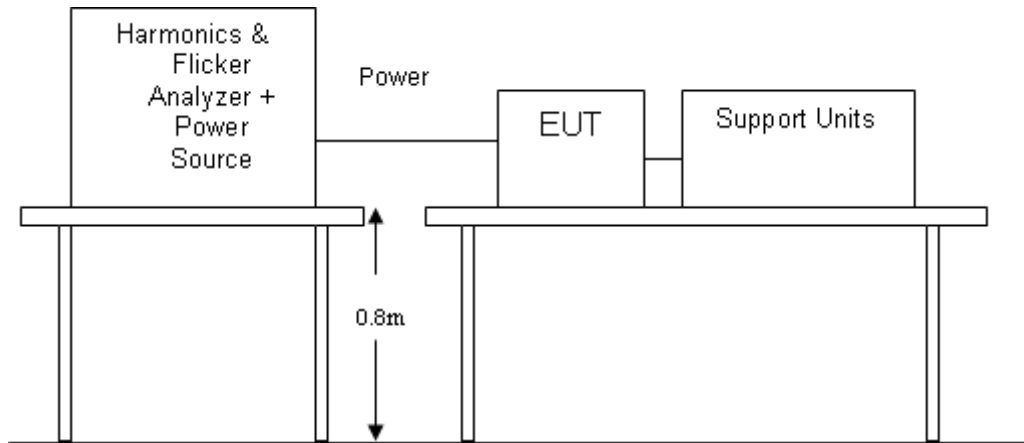 Harmonics &
Flicker
Analyzer +
Power
Source
Power
EUT
Support Units
0.8m